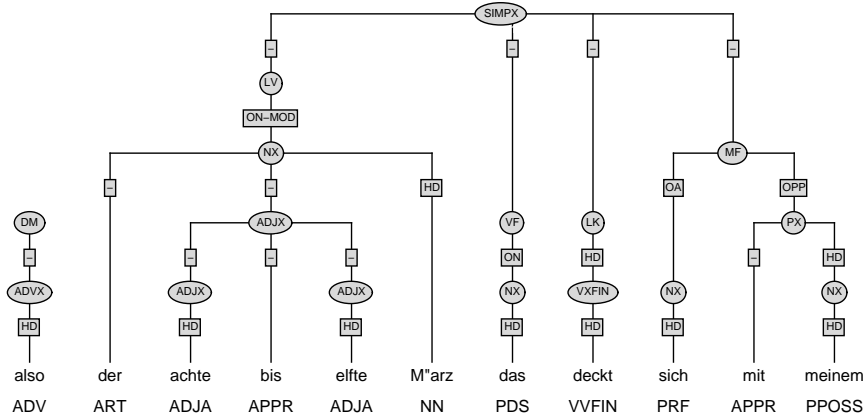 SIMPX
– – – –
LV
ON–MOD
NX MF
– – HD OA OPP
DM ADJX VF LK PX
– – – – ON HD – HD
ADVX ADJX ADJX NX VXFIN NX NX
HD HD HD HD HD HD HD
also der achte bis elfte M"arz das deckt sich mit meinem
ADV ART ADJA APPR ADJA NN PDS VVFIN PRF APPR PPOSS